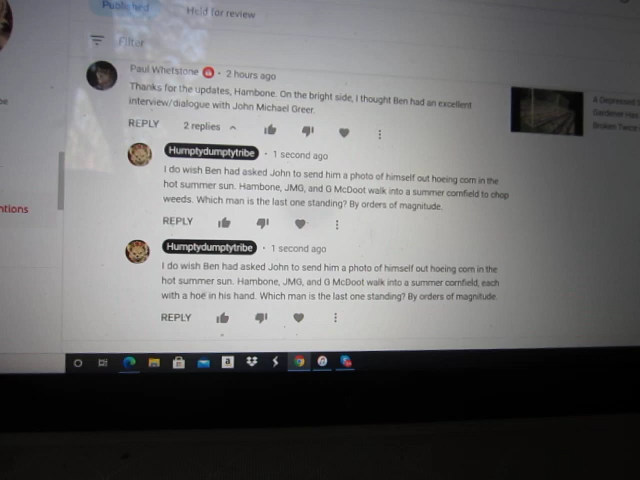 Published
Held for review
Filter
Paul Whetstone · 2 hours ago
Thanks for the updates, Hambone. On the bright side, I thought Ben had an excellent
interview/dialogue with John Michael Greer.
REPLY 2 replies
Humptydumptytribe · 1 second ago
I do wish Ben had asked John to send him a photo of himself out hoeing corn in the
hot summer sun. Hambone, JMG, and G McDoot walk into a summer cornfield to chop
weeds. Which man is the last one standing? By orders of magnitude.
REPLY
Humptydumptytribe · 1 second ago
I do wish Ben had asked John to send him a photo of himself out hoeing corn in the
hot summer sun. Hambone, JMG, and G McDoot walk into a summer cornfield, each
with a hoe in his hand. Which man is the last one standing? By orders of magnitude.
REPLY
A Depressed
Gardener Has
Broken Twice
ntions
a